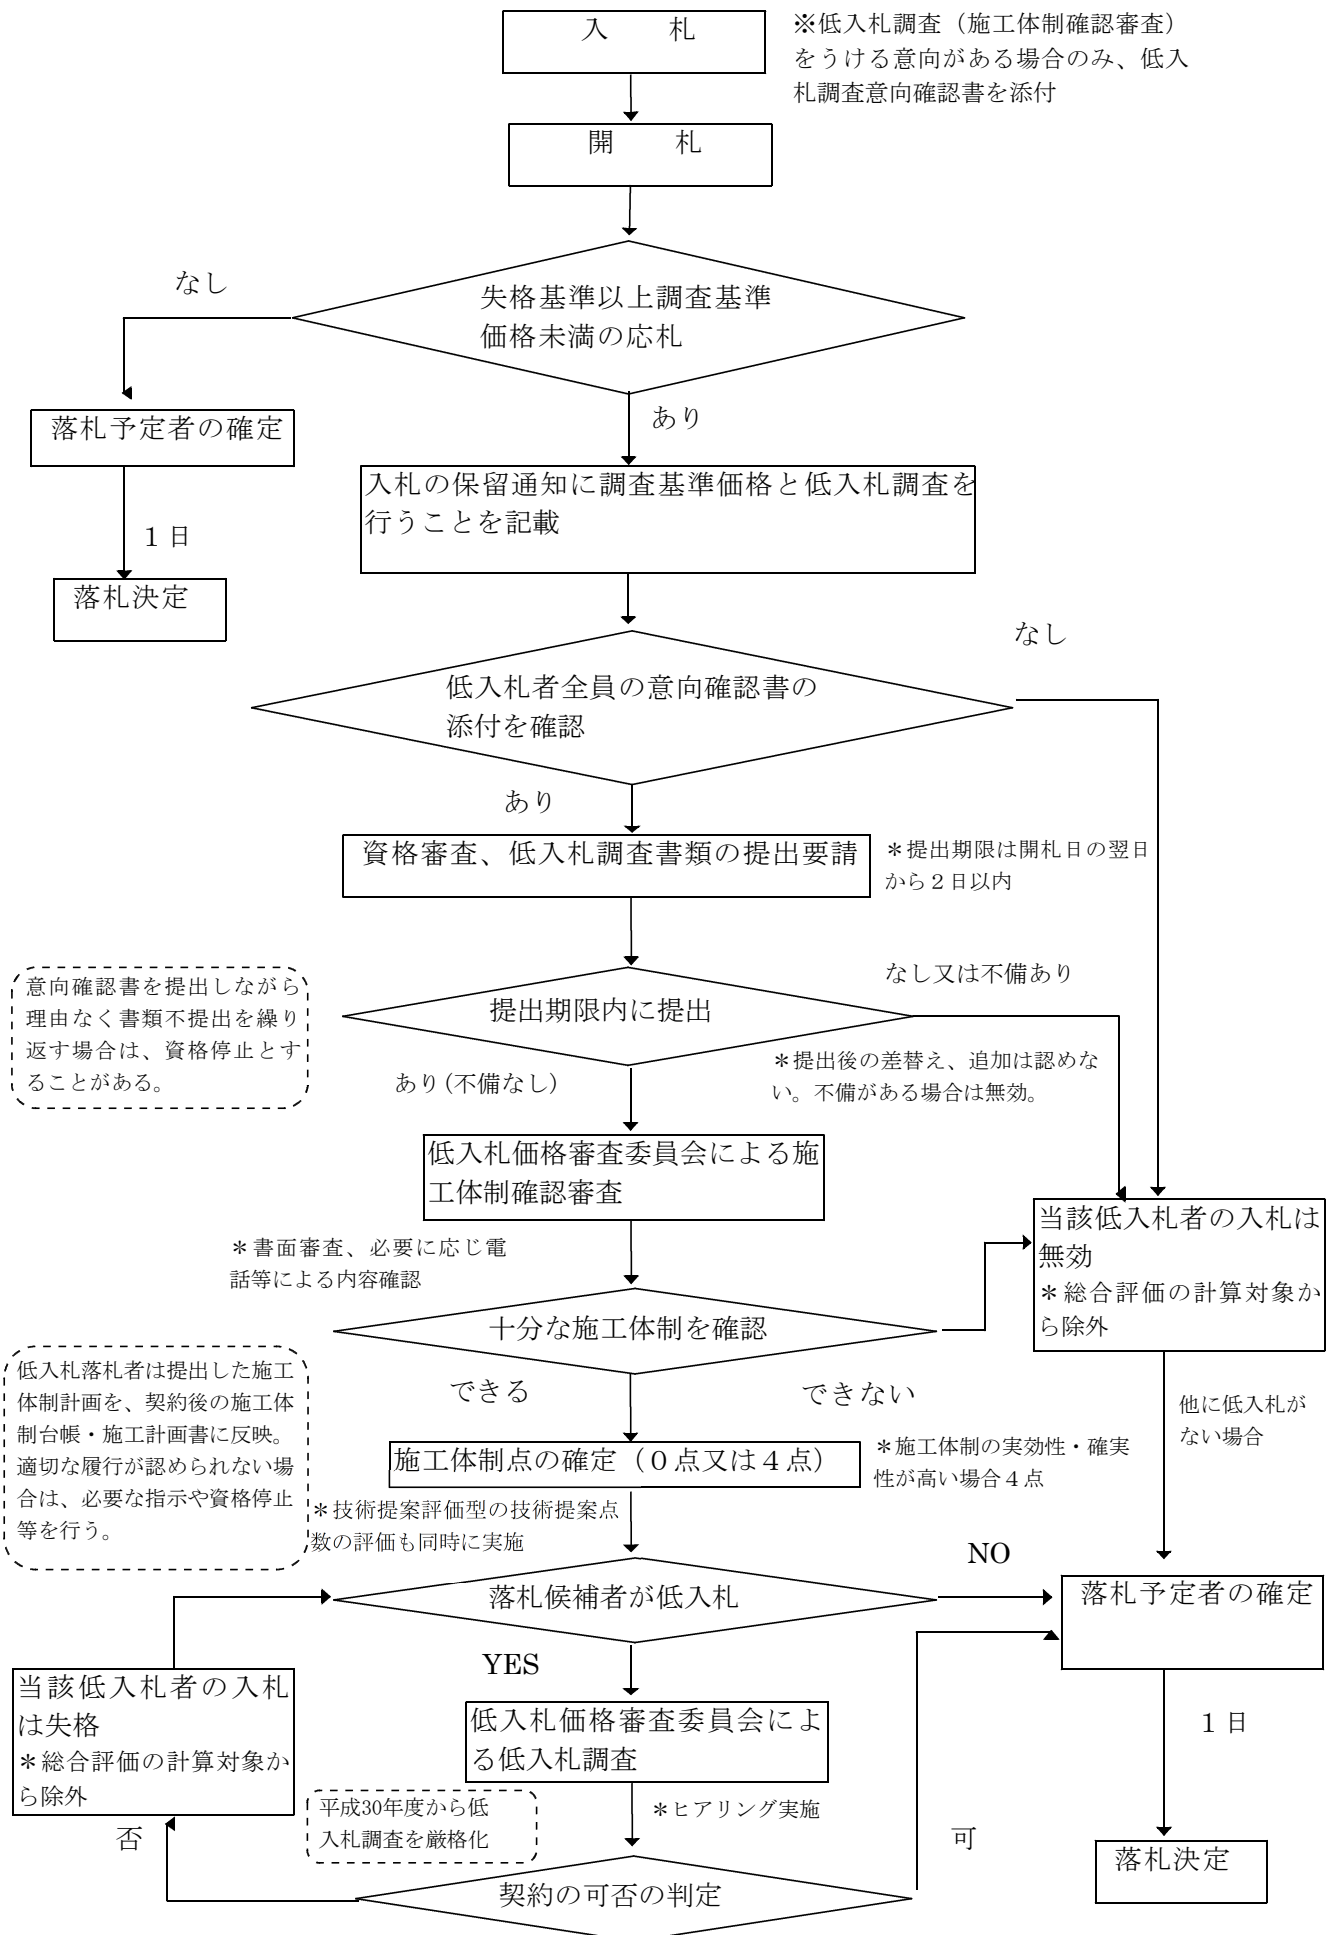 入　札
※低入札調査（施工体制確認審査）
をうける意向がある場合のみ、低入
札調査意向確認書を添付
開　札
なし
失格基準以上調査基準
価格未満の応札
あり
落札予定者の確定
入札の保留通知に調査基準価格と低入札調査を
行うことを記載
１日
落札決定
なし
低入札者全員の意向確認書の
添付を確認
あり
資格審査、低入札調査書類の提出要請
＊提出期限は開札日の翌日
から２日以内
なし又は不備あり
意向確認書を提出しながら
理由なく書類不提出を繰り
返す場合は、資格停止とす
ることがある。
提出期限内に提出
あり(不備なし)
＊提出後の差替え、追加は認めな
い。不備がある場合は無効。
低入札価格審査委員会による施
工体制確認審査
当該低入札者の入札は
無効
＊総合評価の計算対象か
ら除外
＊書面審査、必要に応じ電
話等による内容確認
十分な施工体制を確認
低入札落札者は提出した施工
体制計画を、契約後の施工体
制台帳・施工計画書に反映。
適切な履行が認められない場
合は、必要な指示や資格停止
等を行う。
できる
できない
他に低入札が
ない場合
施工体制点の確定（０点又は４点）
＊施工体制の実効性・確実
性が高い場合４点
＊技術提案評価型の技術提案点
数の評価も同時に実施
NO
落札候補者が低入札
落札予定者の確定
YES
当該低入札者の入札
は失格
＊総合評価の計算対象か
ら除外
低入札価格審査委員会によ
る低入札調査
１日
平成30年度から低
入札調査を厳格化
＊ヒアリング実施
否
可
落札決定
契約の可否の判定